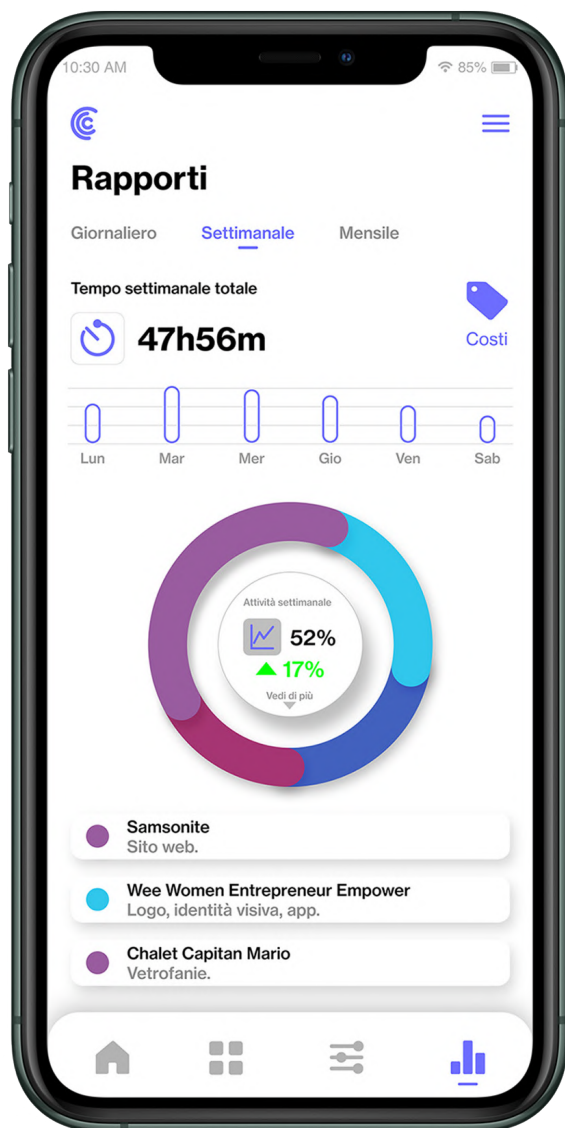 10:30 AM
85%
Rapporti
Giornaliero Settimanale Mensile
Tempo settimanale totale
47h56m
Costi
Lun Mar Mer Gio Ven Sab
Attività settimanale
52%
17%
Vedi di più
Samsonite
Sito web.
Wee Women Entrepreneur Empower
Logo, identità visiva, app.
Chalet Capitan Mario
Vetrofanie.